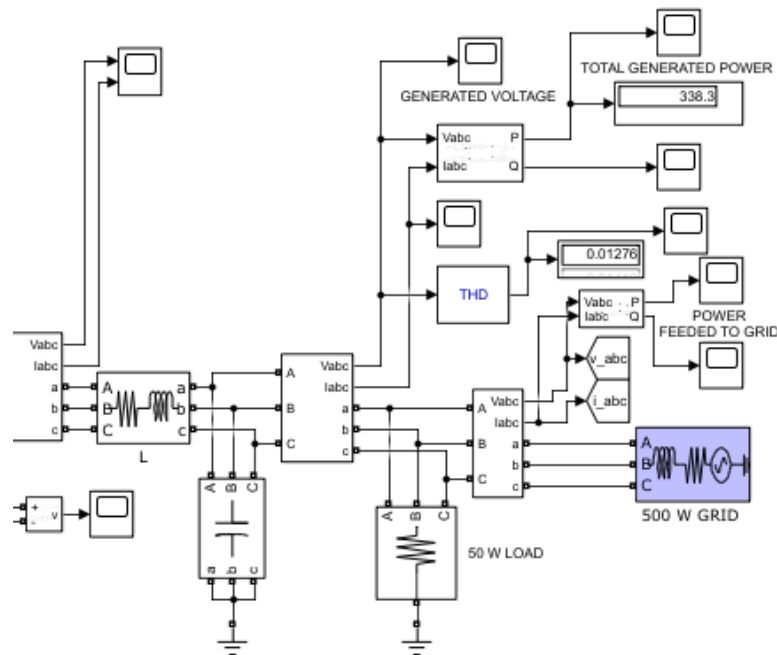 TOTAL GENERATED POWER
338.3
GENERATED VOLTAGE
Vabc P
Iabc Q
0.01276
THD
Vabc P
Iabc Q
POWER
FEEDED TO GRID
v_abc
i_abc
Vabc
Iabc
a
b
c
A a
B b
C c
L
A
B
C
Vabc
Iabc
a
b
c
A
B
C
Vabc
Iabc
a
b
c
A
B
C
500 W GRID
A B C
a b c
A B C
50 W LOAD
+
-
v